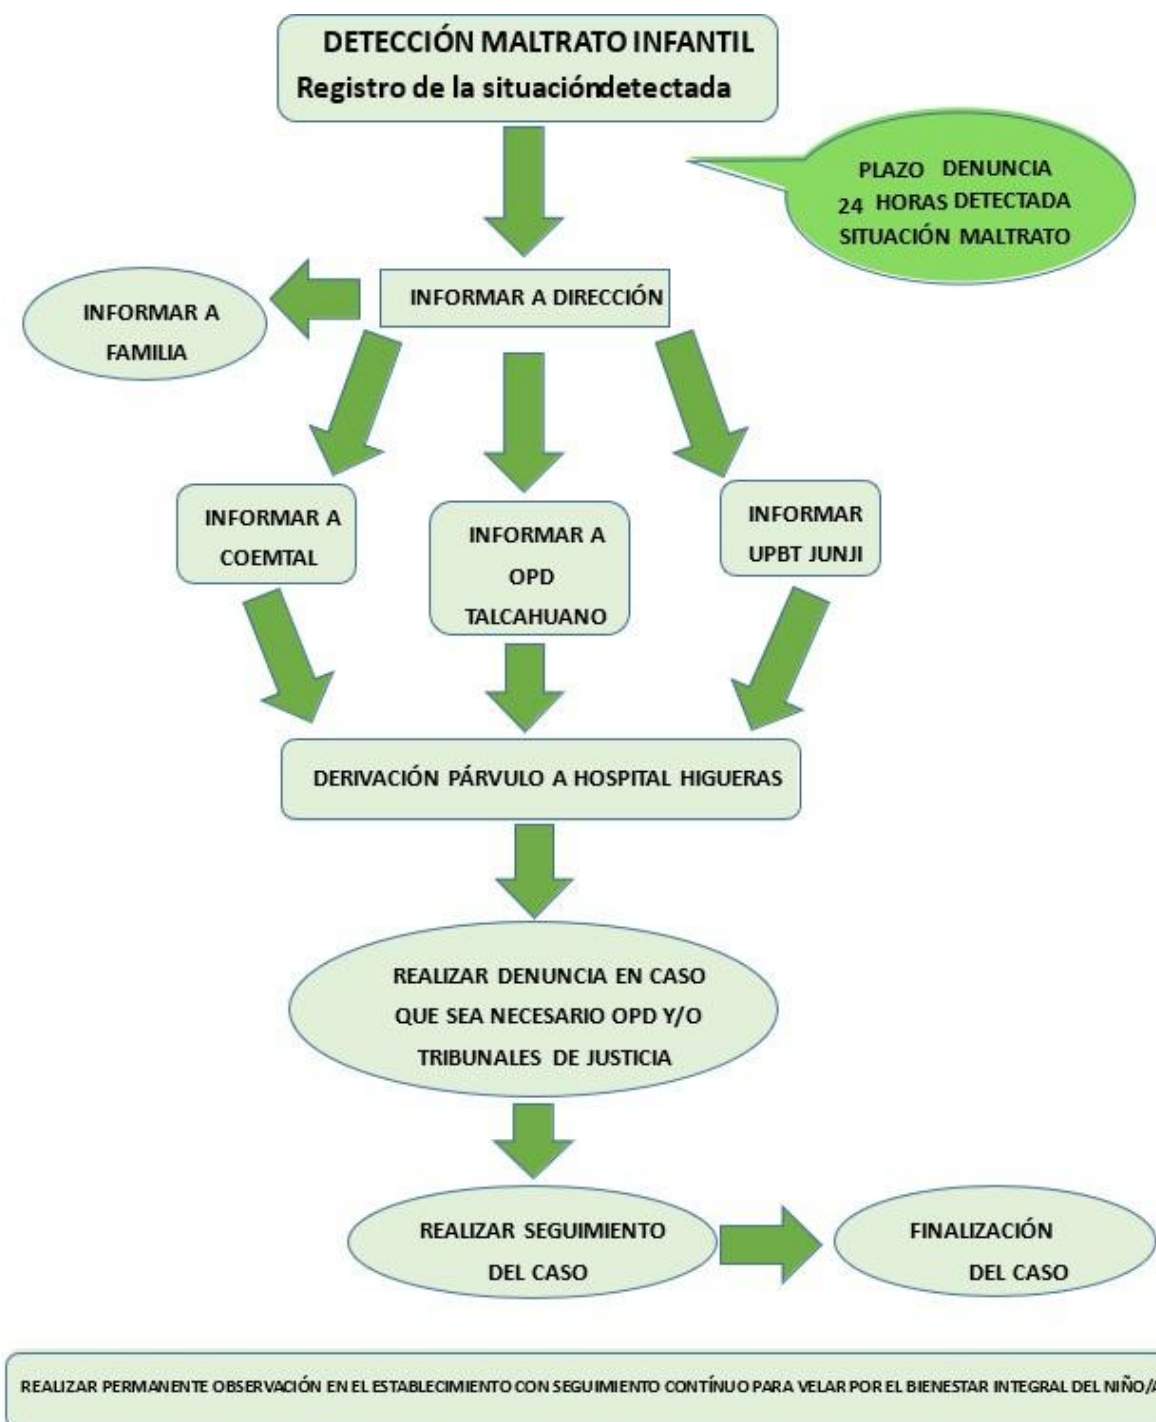 DETECCIÓN MALTRATO INFANTIL
Registro de la situacióndetectada
PLAZO DENUNCIA
24 HORAS DETECTADA
SITUACIÓN MALTRATO
INFORMAR A DIRECCIÓN
INFORMAR A
FAMILIA
INFORMAR A
COEMTAL
INFORMAR A
OPD
TALCAHUANO
INFORMAR
UPBT JUNJI
DERIVACIÓN PÁRVULO A HOSPITAL HIGUERAS
REALIZAR DENUNCIA EN CASO
QUE SEA NECESARIO OPD Y/O
TRIBUNALES DE JUSTICIA
REALIZAR SEGUIMIENTO
DEL CASO
FINALIZACIÓN
DEL CASO
REALIZAR PERMANENTE OBSERVACIÓN EN EL ESTABLECIMIENTO CON SEGUIMIENTO CONTÍNUO PARA VELAR POR EL BIENESTAR INTEGRAL DEL NIÑO/A